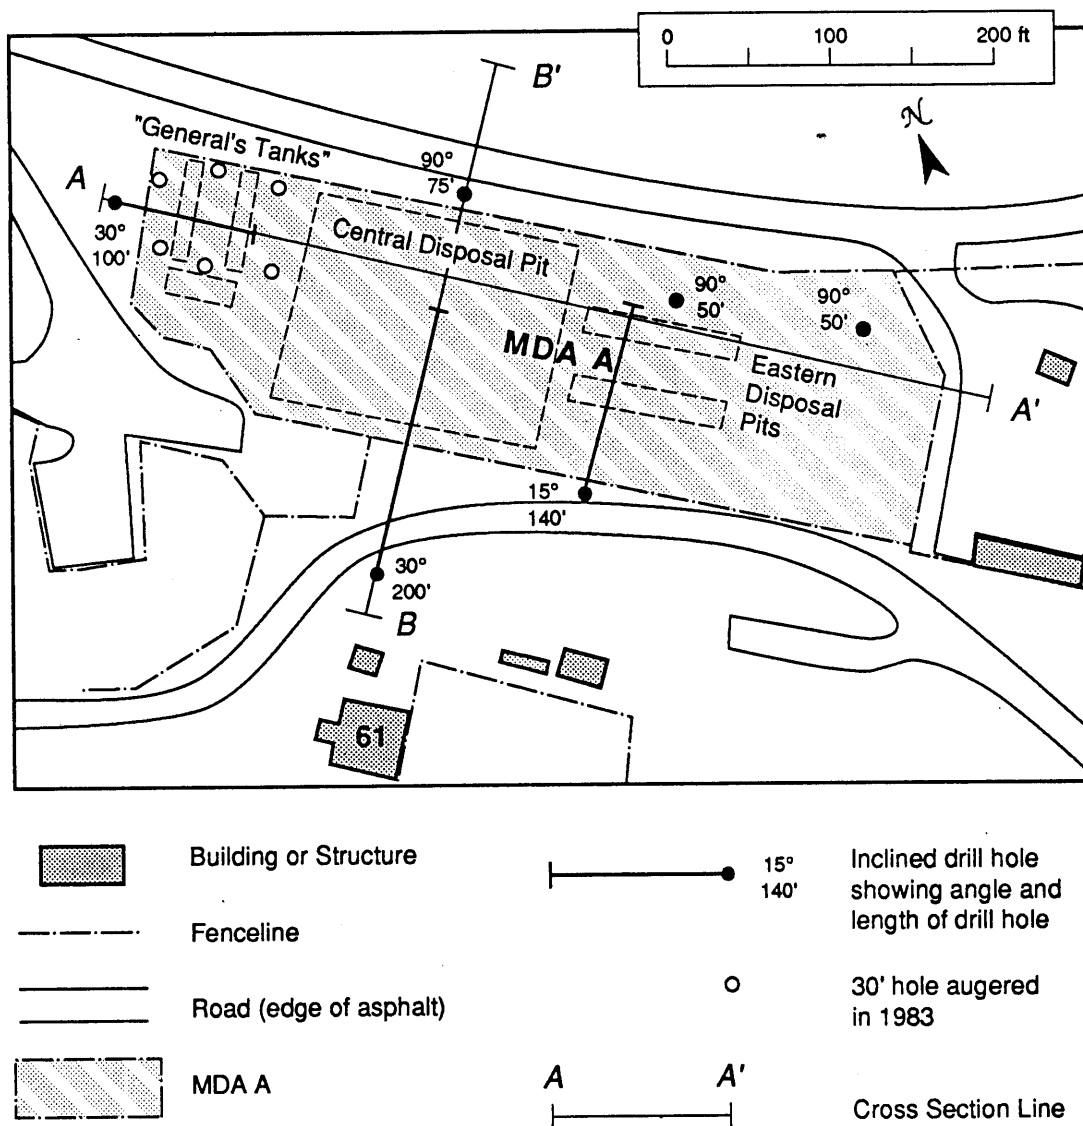 0 100 200 ft
N
B'
"General's Tanks"
A
90°
75'
30°
100'
Central Disposal Pit
90°
50'
90°
50'
MDA A
Eastern
Disposal
Pits
A'
15°
140'
30°
200'
B
61
Building or Structure
Fenceline
Road (edge of asphalt)
MDA A
15°
140'
Inclined drill hole
showing angle and
length of drill hole
30' hole augered
in 1983
A A'
Cross Section Line